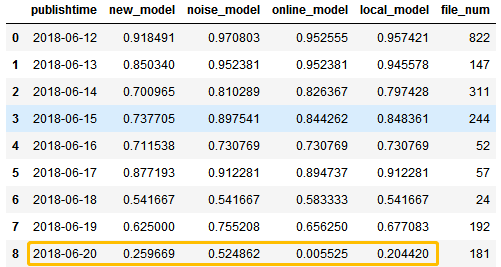 publishtime new_model noise_model online_model local_model file_num
0 2018-06-12 0.918491 0.970803 0.952555 0.957421 822
1 2018-06-13 0.850340 0.952381 0.952381 0.945578 147
2 2018-06-14 0.700965 0.810289 0.826367 0.797428 311
3 2018-06-15 0.737705 0.897541 0.844262 0.848361 244
4 2018-06-16 0.711538 0.730769 0.730769 0.730769 52
5 2018-06-17 0.877193 0.912281 0.894737 0.912281 57
6 2018-06-18 0.541667 0.541667 0.583333 0.541667 24
7 2018-06-19 0.625000 0.755208 0.656250 0.677083 192
8 2018-06-20 0.259669 0.524862 0.005525 0.204420 181